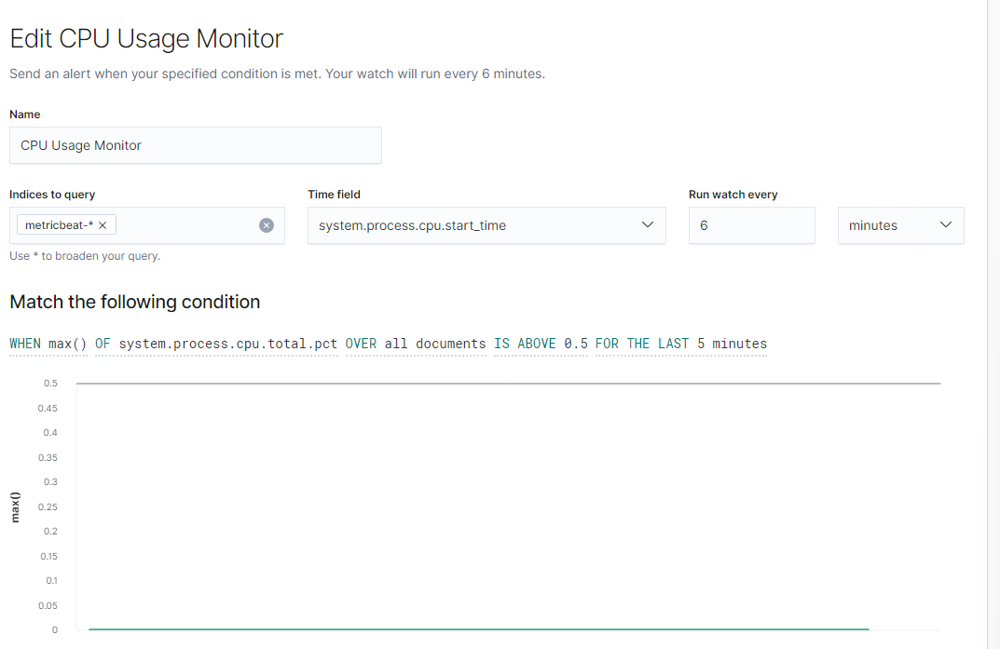 Edit CPU Usage Monitor
Send an alert when your specified condition is met. Your watch will run every 6 minutes.
Name
CPU Usage Monitor
Indices to query
Time field
Run watch every
metricbeat-*
system.process.cpu.start_time
6
minutes
Use * to broaden your query.
Match the following condition
WHEN max() OF system.process.cpu.total.pct OVER all documents IS ABOVE 0.5 FOR THE LAST 5 minutes
0.5
0.45
0.4
0.35
0.3
0.25
0.2
0.15
0.1
0.05
0
max()